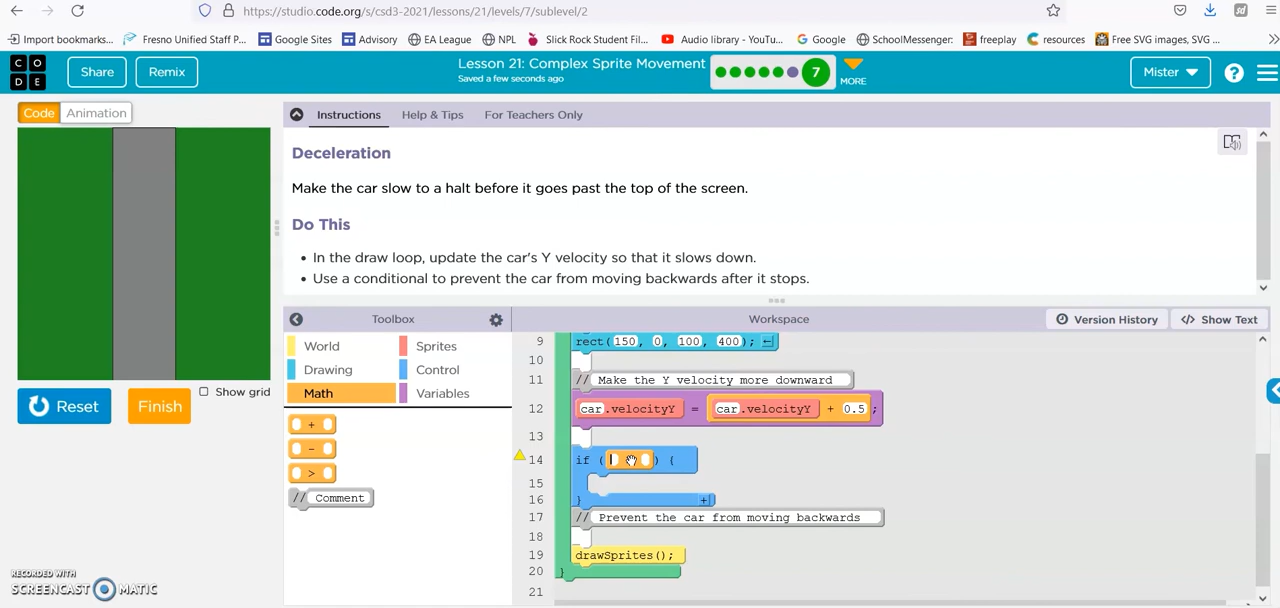 https://studio.code.org/s/csd3-2021/lessons/21/levels/7/sublevel/2
Import bookmarks... Fresno Unified Staff P... Google Sites Advisory EA League NPL Slick Rock Student Fil... Audio library - YouTu... Google SchoolMessenger: freeplay resources Free SVG images, SVG ...
CO
DE
Share
Remix
Lesson 21: Complex Sprite Movement
Saved a few seconds ago
7
MORE
Mister
?
Code
Animation
Instructions
Help & Tips
For Teachers Only
Deceleration
Make the car slow to a halt before it goes past the top of the screen.
Do This
• In the draw loop, update the car's Y velocity so that it slows down.
• Use a conditional to prevent the car from moving backwards after it stops.
Reset
Finish
Show grid
Toolbox
World
Sprites
Drawing
Control
Math
Variables
+
-
>
// Comment
Workspace
Version History
</> Show Text
9 rect(150, 0, 100, 400);
10
11 // Make the Y velocity more downward
12 car.velocityY = car.velocityY + 0.5;
13
14 if ( ) {
15
16 }
17 // Prevent the car from moving backwards
18
19 drawSprites();
20 }
21
RECORDED WITH
SCREENCAST MATIC